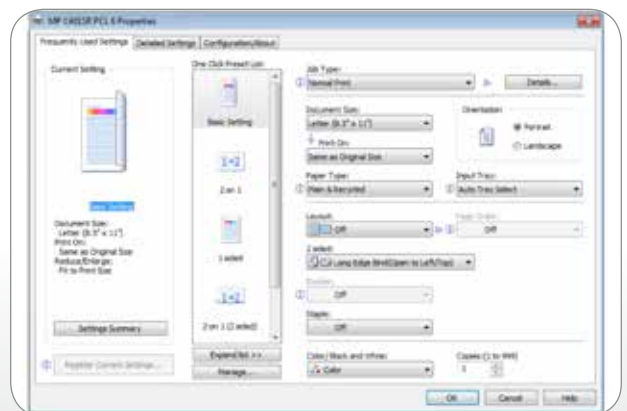 PCL 6 Properties
Frequently Used Settings
Detailed Settings
Configuration/About
Current Setting
Basic Setting
Document Size:
Letter (8.5" x 11")
Print On:
Same as Original Size
Reduce/Enlarge:
Fit to Print Size
Settings Summary
Register Current Settings...
One Click Preset List:
Basic Setting
2 on 1
2 sided
2 on 1 (2 sided)
Expand list >>
Manage...
Job Type:
Normal Print
Details...
Document Size:
Letter (8.5" x 11")
Print On:
Same as Original Size
Orientation:
Portrait
Landscape
Paper Type:
Plain & Recycled
Input Tray:
Auto Tray Select
Layout:
Off
Page Order:
Off
2 sided:
Long Edge Bind(Open to Left/Top)
Off
Staple:
Off
Color/ Black and White:
Color
Copies:(1 to 999)
1
OK
Cancel
Help